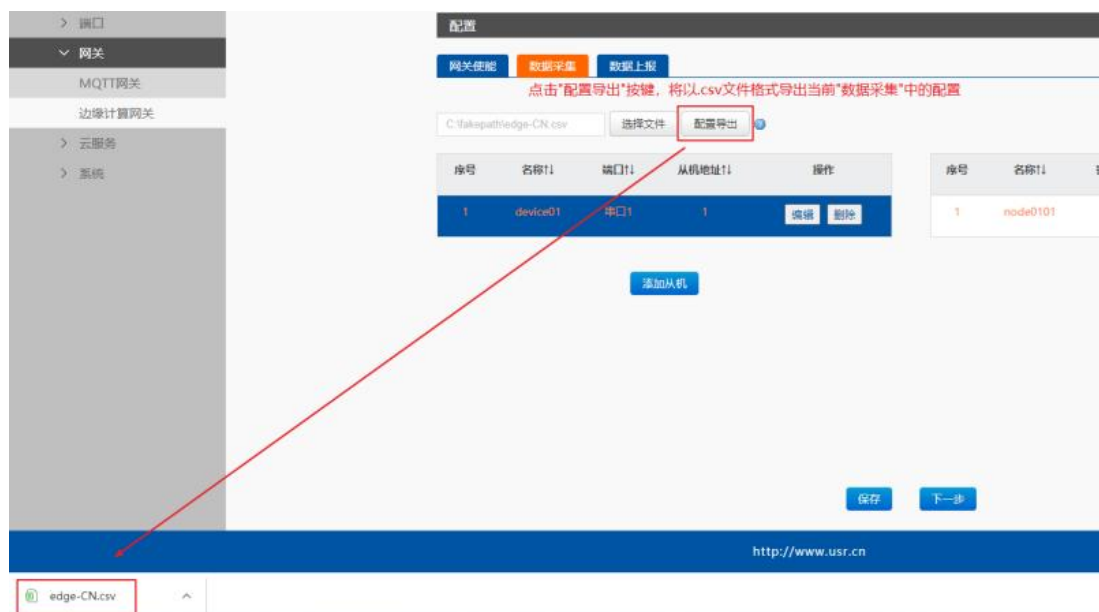 端口
网关
MQTT网关
边缘计算网关
云服务
系统
配置
网关使能 数据采集 数据上报
点击"配置导出"按键，将以.csv文件格式导出当前"数据采集"中的配置
C:\fakepath\edge-CN.csv 选择文件 配置导出
序号 名称↑↓ 端口↑↓ 从机地址↑↓ 操作 序号 名称↑↓
1 device01 串口1 1 编辑 删除 1 node0101
添加从机
保存 下一步
http://www.usr.cn
edge-CN.csv